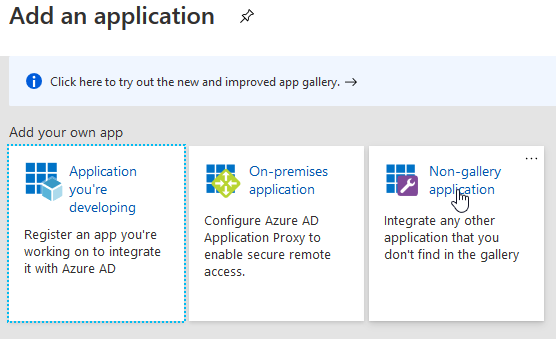 Add an application
Click here to try out the new and improved app gallery. →
Add your own app
Application
you're
developing
Register an app you're
working on to integrate
it with Azure AD
On-premises
application
Configure Azure AD
Application Proxy to
enable secure remote
access.
Non-gallery
application
Integrate any other
application that you
don't find in the gallery